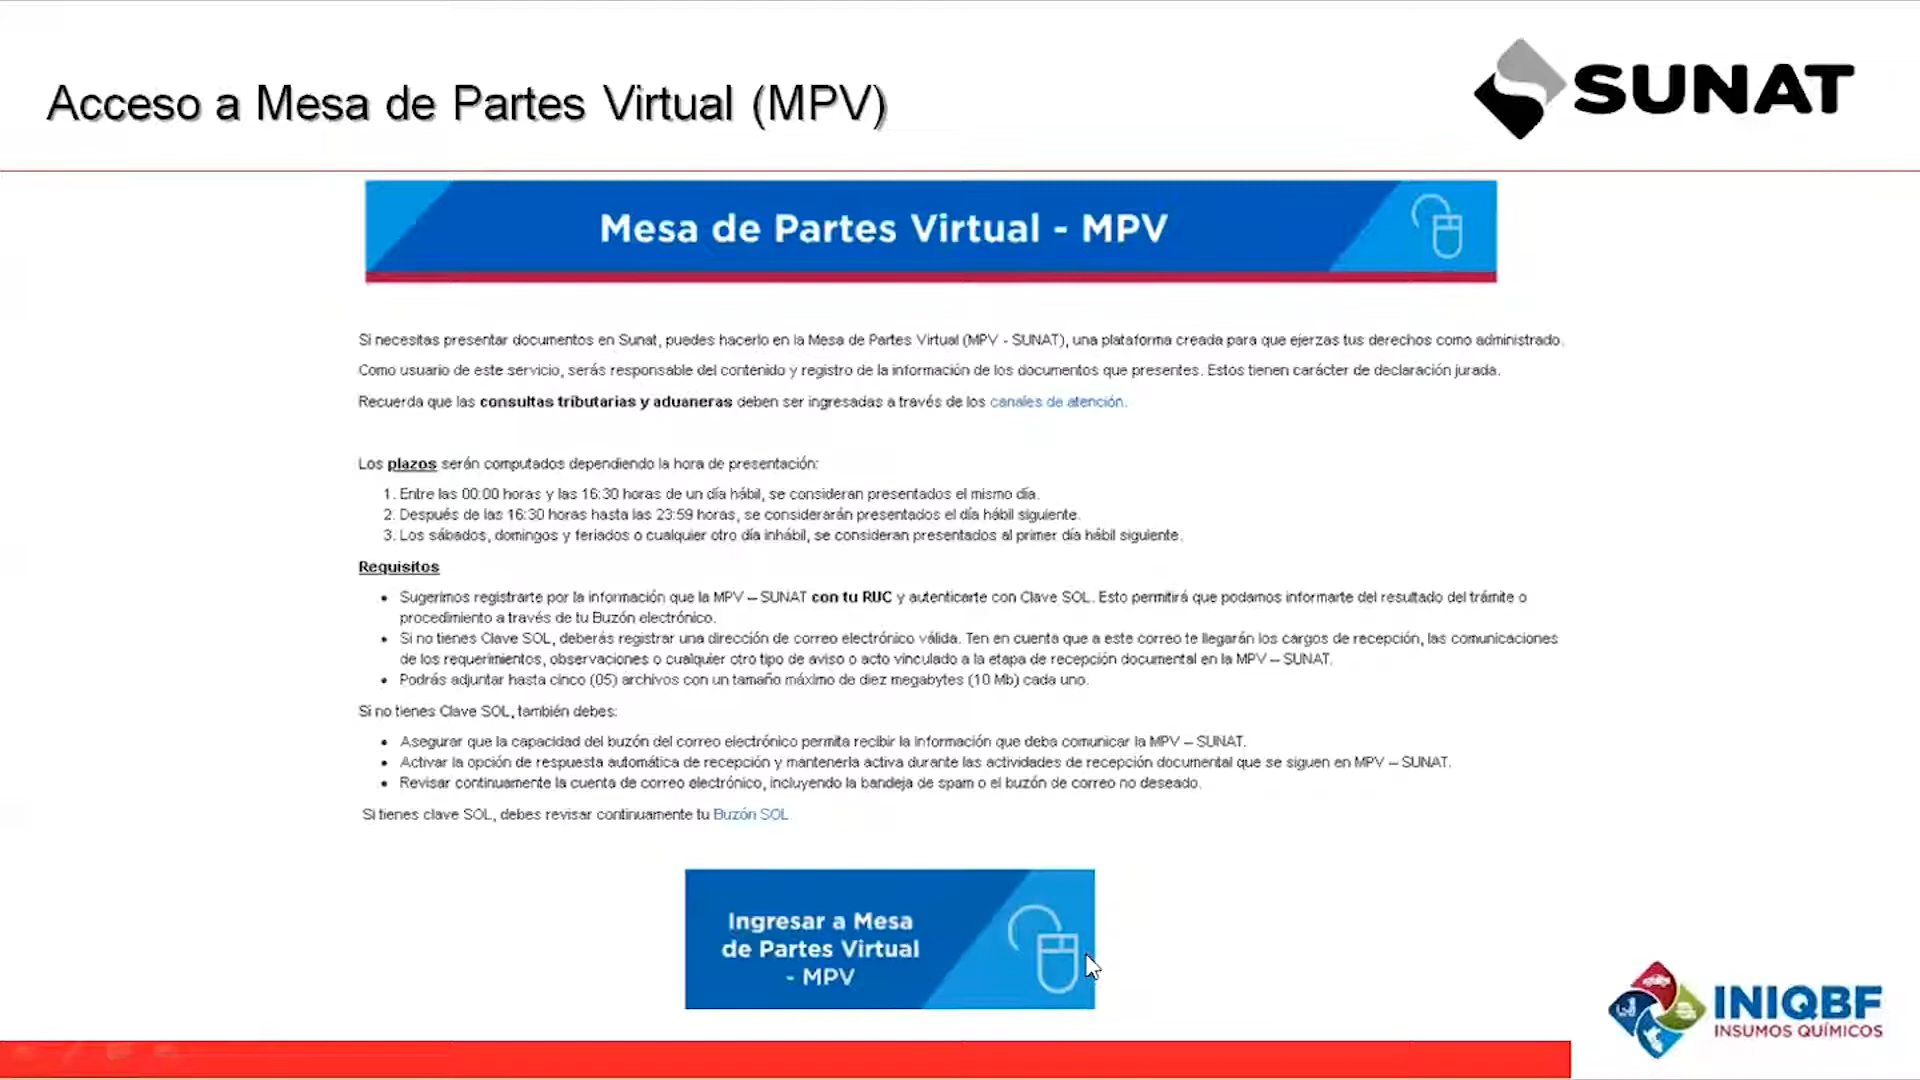 Acceso a Mesa de Partes Virtual (MPV)
SUNAT
Mesa de Partes Virtual - MPV
Si necesitas presentar documentos en Sunat, puedes hacerlo en la Mesa de Partes Virtual (MPV - SUNAT), una plataforma creada para que ejerzas tus derechos como administrado.
Como usuario de este servicio, serás responsable del contenido y registro de la información de los documentos que presentes. Estos tienen carácter de declaración jurada.
Recuerda que las consultas tributarias y aduaneras deben ser ingresadas a través de los canales de atención.
Los plazos serán computados dependiendo la hora de presentación:
1. Entre las 00:00 horas y las 16:30 horas de un día hábil, se consideran presentados el mismo día.
2. Después de las 16:30 horas hasta las 23:59 horas, se considerarán presentados el día hábil siguiente.
3. Los sábados, domingos y feriados o cualquier otro día inhábil, se consideran presentados al primer día hábil siguiente.
Requisitos
• Sugerimos registrarte por la información que la MPV – SUNAT con tu RUC y autenticarte con Clave SOL. Esto permitirá que podamos informarte del resultado del trámite o
procedimiento a través de tu Buzón electrónico.
• Si no tienes Clave SOL, deberás registrar una dirección de correo electrónico válida. Ten en cuenta que a este correo te llegarán los cargos de recepción, las comunicaciones
de los requerimientos, observaciones o cualquier otro tipo de aviso o acto vinculado a la etapa de recepción documental en la MPV – SUNAT.
• Podrás adjuntar hasta cinco (05) archivos con un tamaño máximo de diez megabytes (10 Mb) cada uno.
Si no tienes Clave SOL, también debes:
• Asegurar que la capacidad del buzón del correo electrónico permita recibir la información que deba comunicar la MPV – SUNAT.
• Activar la opción de respuesta automática de recepción y mantenerla activa durante las actividades de recepción documental que se siguen en MPV – SUNAT.
• Revisar continuamente la cuenta de correo electrónico, incluyendo la bandeja de spam o el buzón de correo no deseado.
Si tienes clave SOL, debes revisar continuamente tu Buzón SOL.
Ingresar a Mesa
de Partes Virtual
- MPV
INIQBF
INSUMOS QUÍMICOS